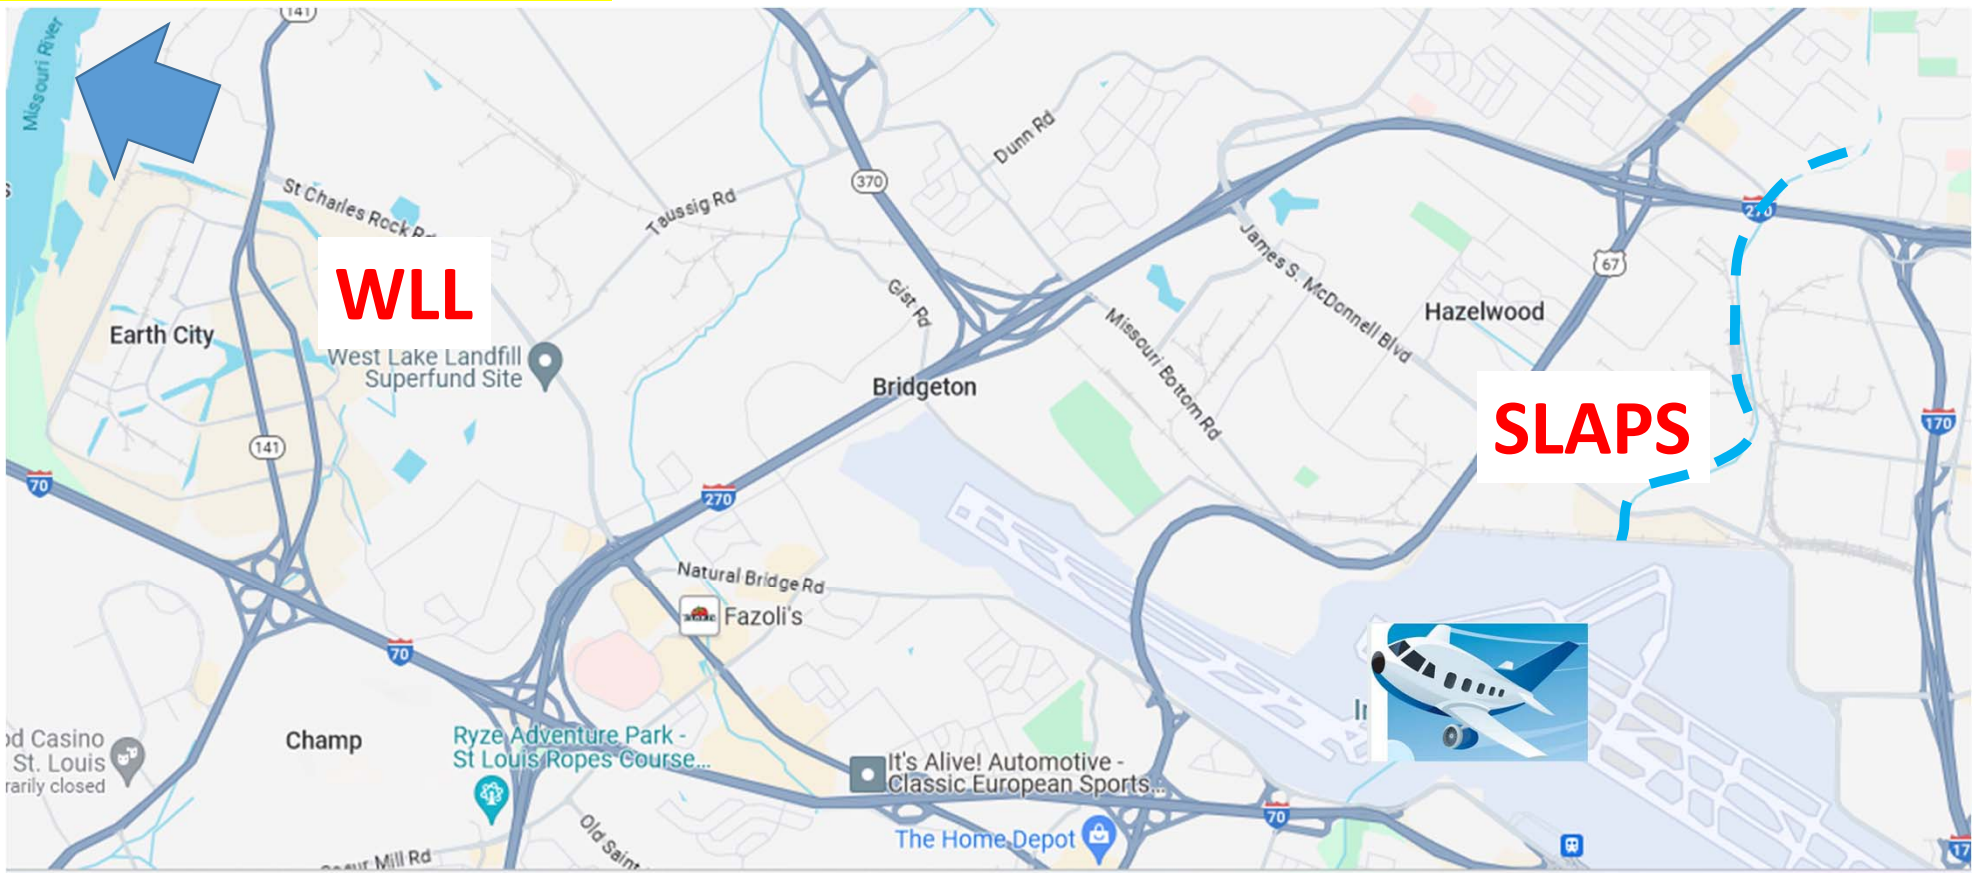 141
Missouri River
St Charles Rock Rd
Taussig Rd
370
Dunn Rd
270
67
James S. McDonnell Blvd
Hazelwood
WLL
Earth City
West Lake Landfill
Superfund Site
Gist Rd
Missouri Bottom Rd
Bridgeton
SLAPS
170
141
70
270
Natural Bridge Rd
Fazoli's
70
Champ
od Casino
St. Louis
rarily closed
Ryze Adventure Park -
St Louis Ropes Course...
It's Alive! Automotive -
Classic European Sports...
70
The Home Depot
Old Saint
Mill Rd
17